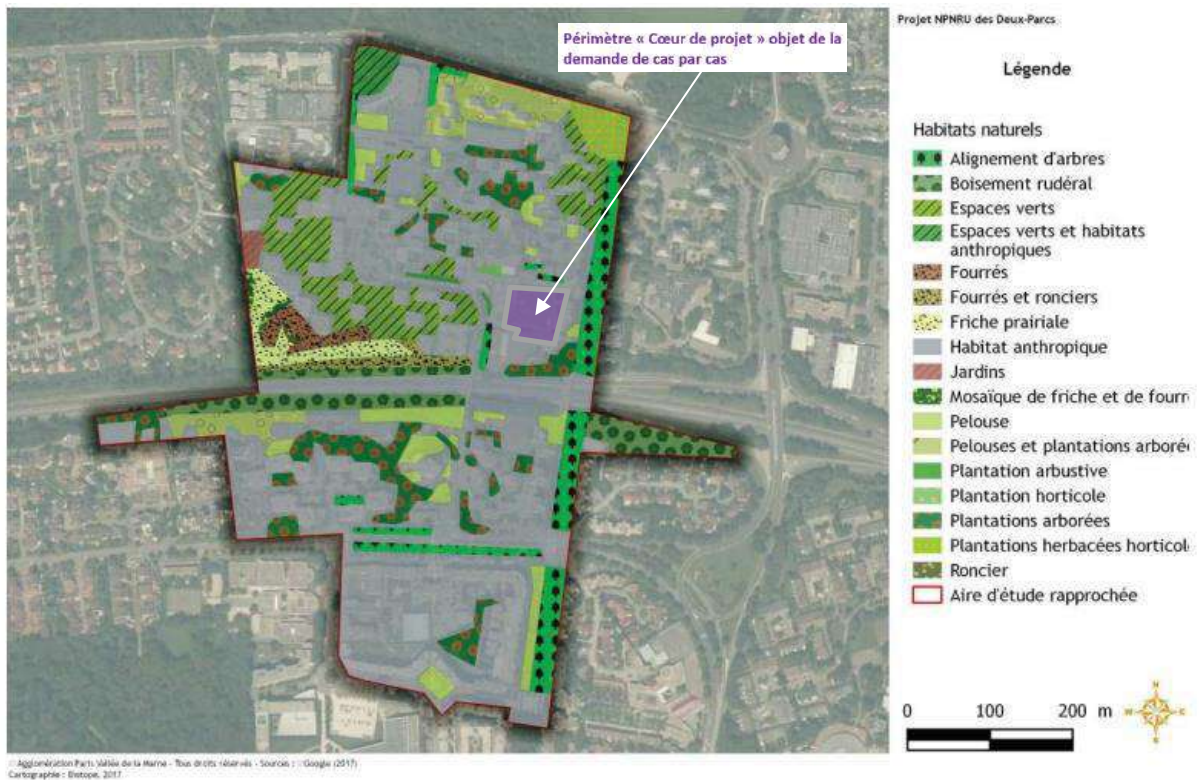 Périmètre « Cœur de projet » objet de la
demande de cas par cas
Projet NPNRU des Deux-Parcs
Légende
Habitats naturels
Alignement d'arbres
Boisement rudéral
Espaces verts
Espaces verts et habitats
anthropiques
Fourrés
Fourrés et ronciers
Friche prairiale
Habitat anthropique
Jardins
Mosaïque de friche et de fourr
Pelouse
Pelouses et plantations arboré
Plantation arbustive
Plantation horticole
Plantations arborées
Plantations herbacées horticol
Roncier
Aire d'étude rapprochée
0 100 200 m
N
W E
S
© Agglomération Paris Vallée de la Marne - Tous droits réservés - Sources : © Google (2017)
Cartographie : Biotope, 2017